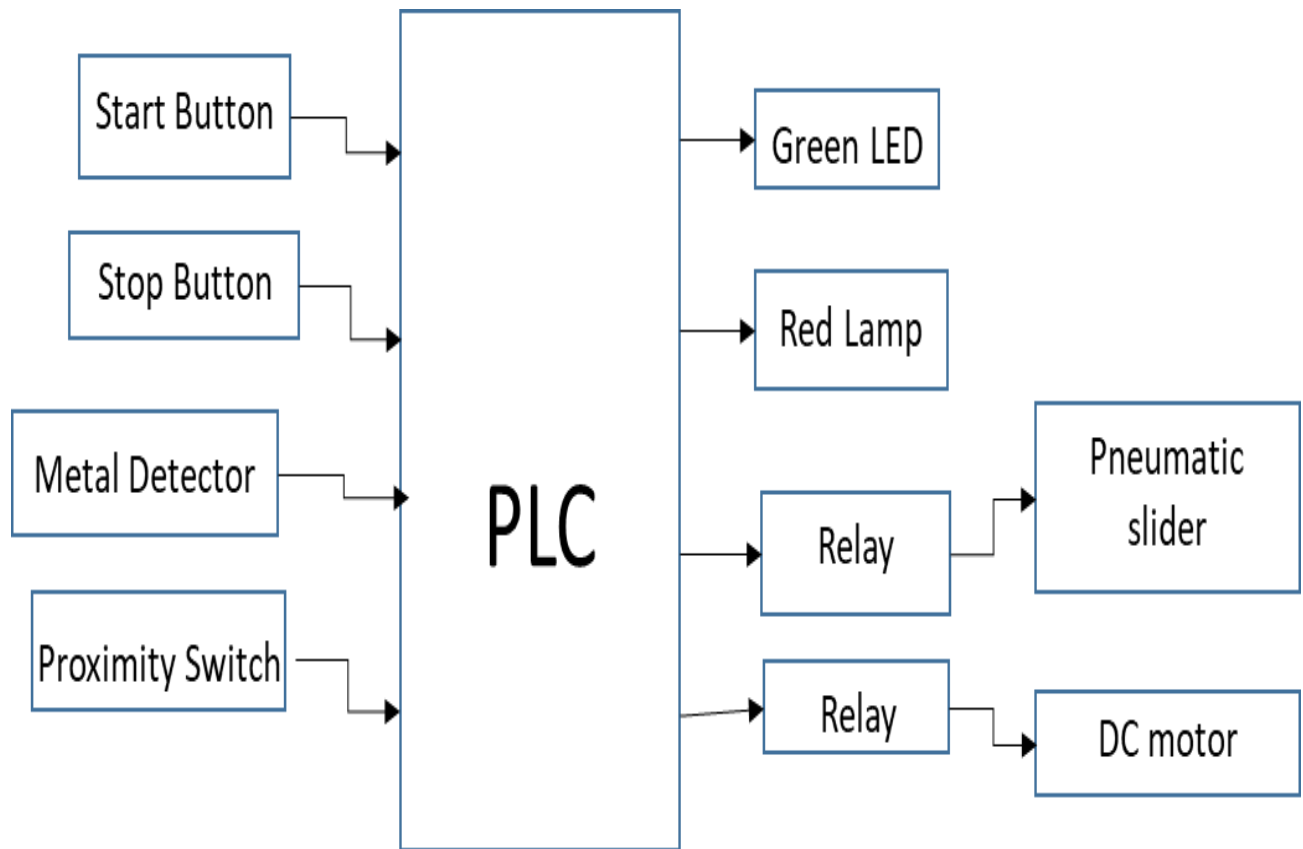 Start Button
Stop Button
Metal Detector
Proximity Switch
PLC
Green LED
Red Lamp
Relay
Pneumatic
slider
Relay
DC motor